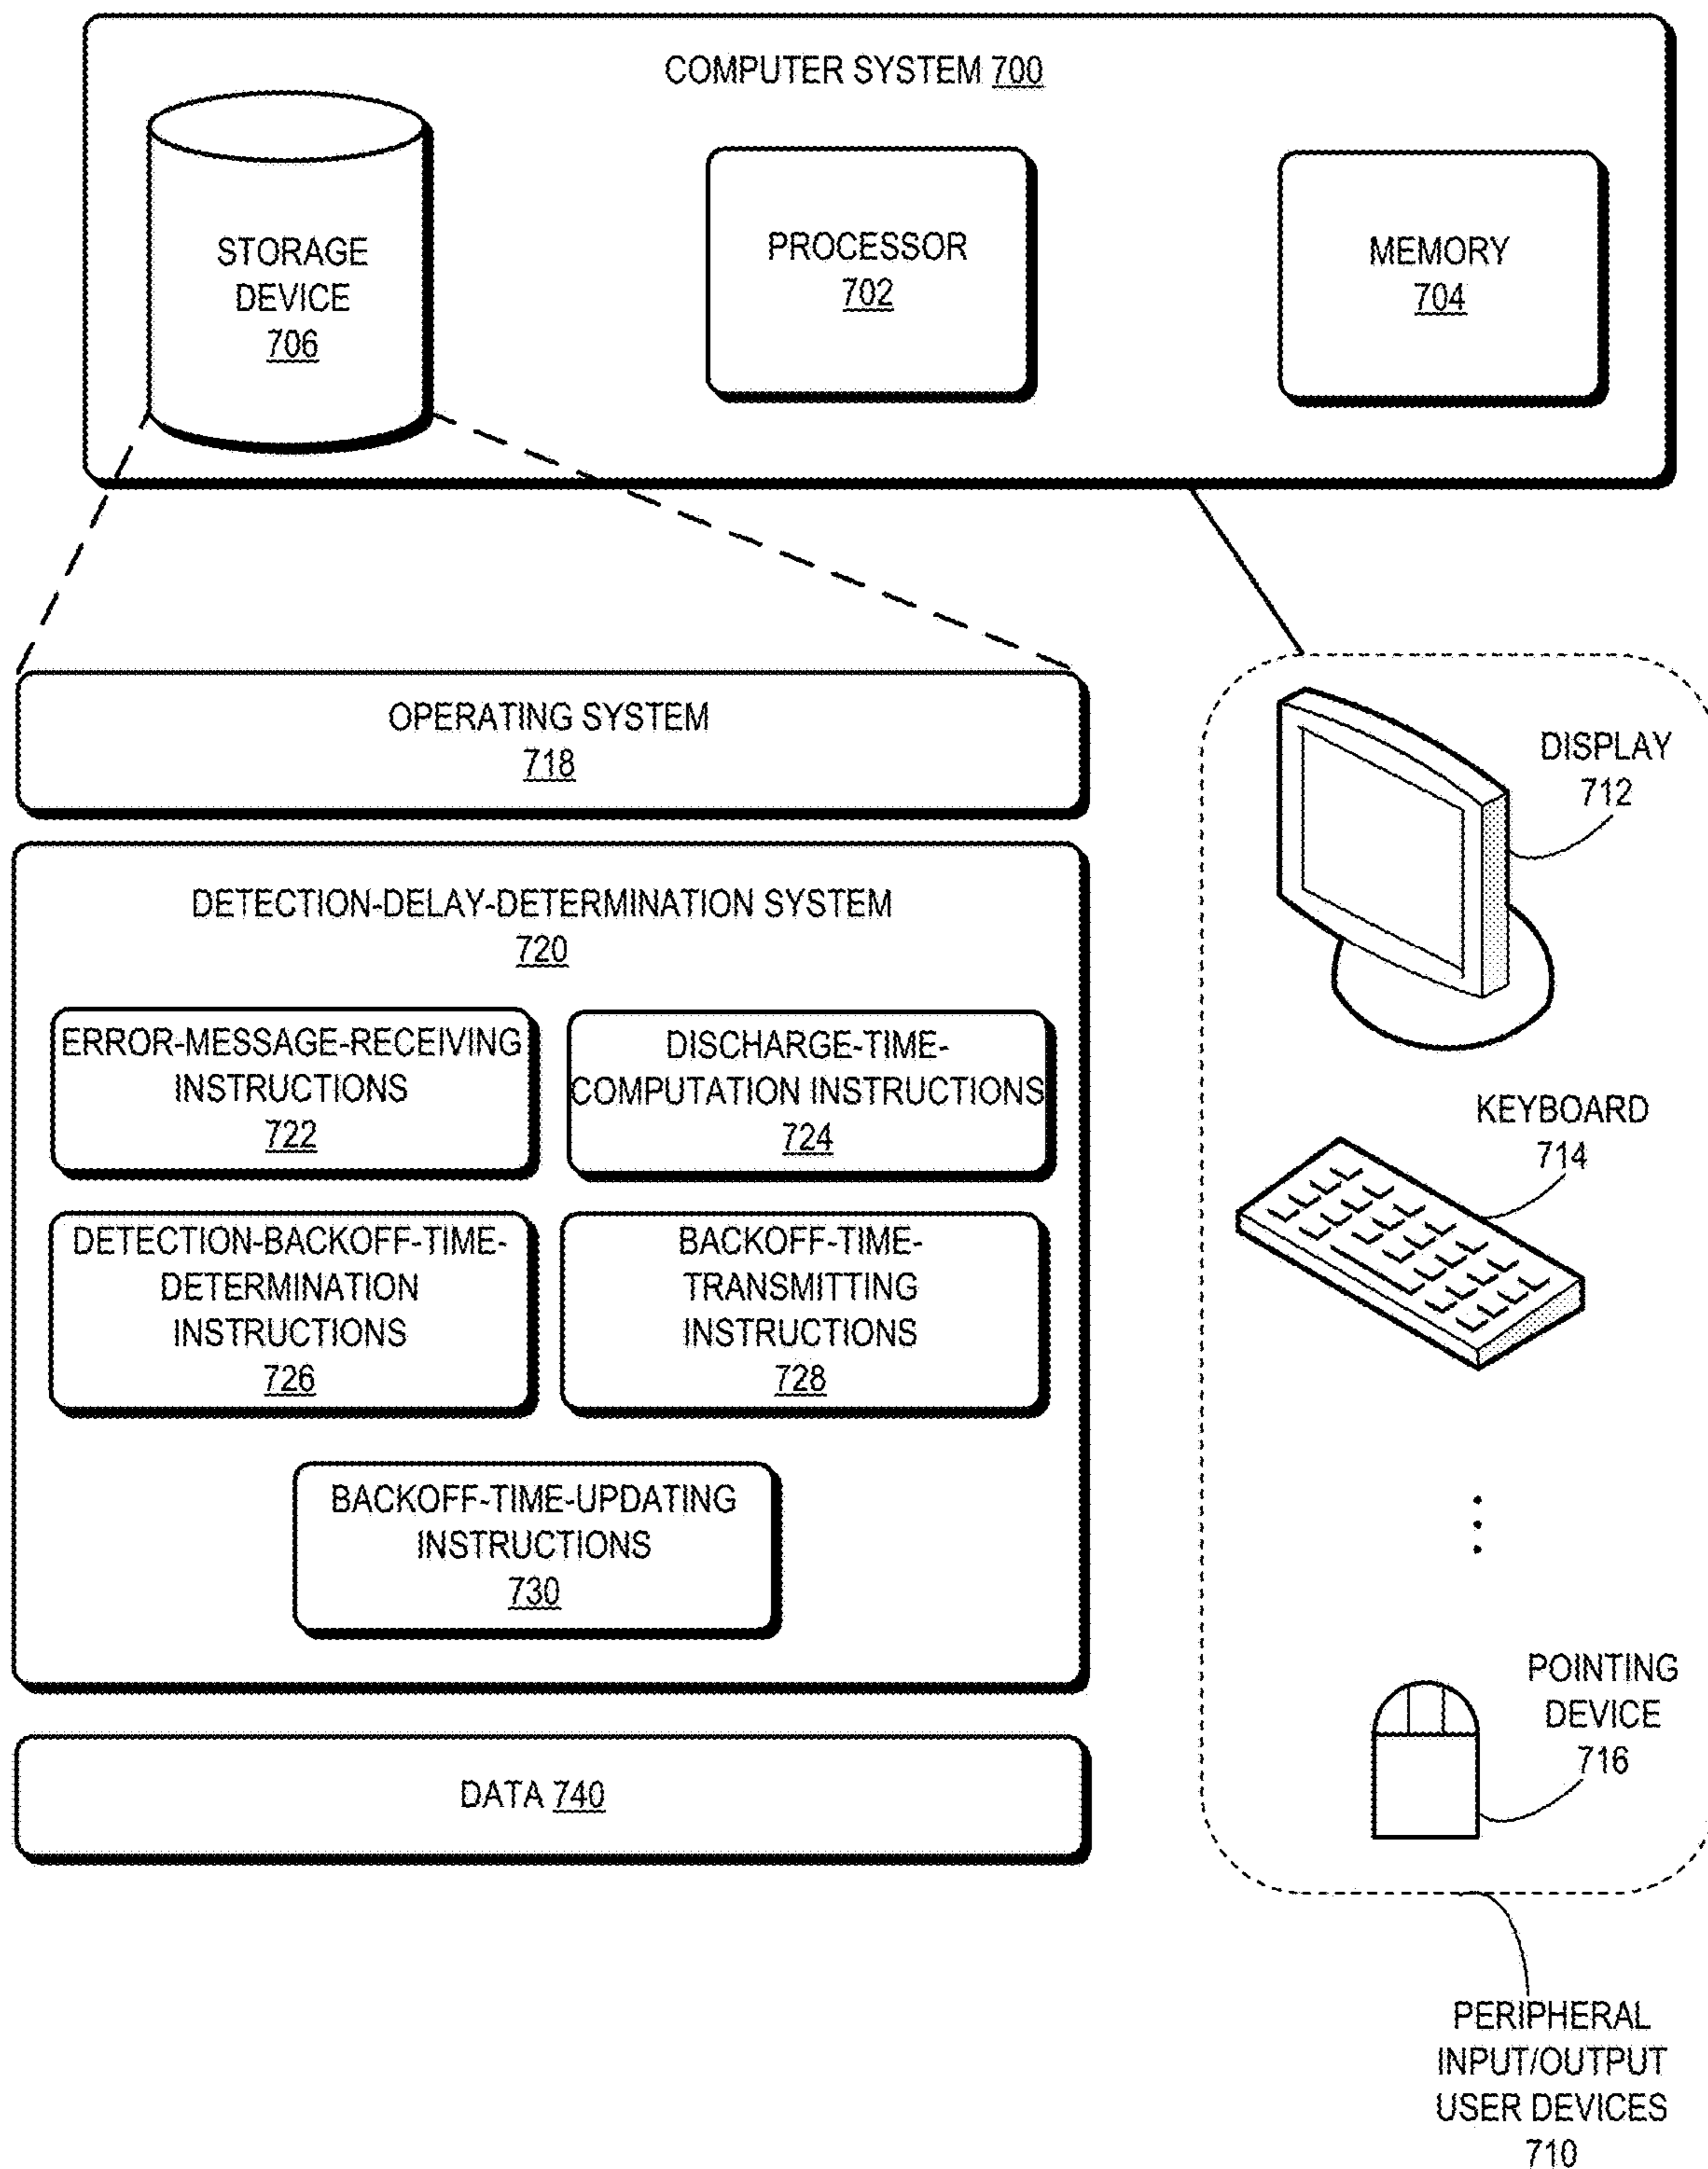 COMPUTER SYSTEM 700
STORAGE
DEVICE
706
PROCESSOR
702
MEMORY
704
OPERATING SYSTEM
718
DETECTION-DELAY-DETERMINATION SYSTEM
720
ERROR-MESSAGE-RECEIVING
INSTRUCTIONS
722
DISCHARGE-TIME-
COMPUTATION INSTRUCTIONS
724
DETECTION-BACKOFF-TIME-
DETERMINATION
INSTRUCTIONS
726
BACKOFF-TIME-
TRANSMITTING
INSTRUCTIONS
728
BACKOFF-TIME-UPDATING
INSTRUCTIONS
730
DATA 740
DISPLAY
712
KEYBOARD
714
POINTING
DEVICE
716
PERIPHERAL
INPUT/OUTPUT
USER DEVICES
710